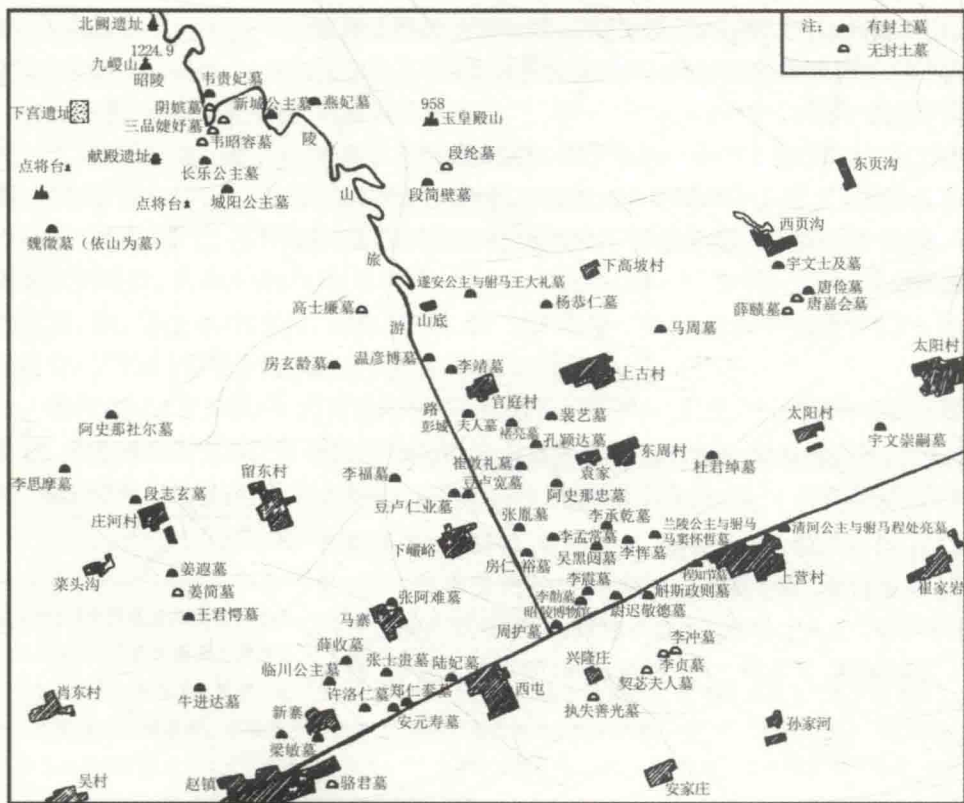 北阙遗址
注： 有封土墓
无封土墓
1224.9
九嵕山
昭陵
韦贵妃墓
阴嫔墓
新城公主墓
燕妃墓
958
玉皇殿山
下宫遗址
三品婕妤墓
韦昭容墓
陵
献殿遗址
段纶墓
东页沟
点将台
长乐公主墓
山
段简璧墓
点将台
城阳公主墓
西页沟
魏徵墓（依山为墓）
旅
下高坡村
宇文士及墓
遂安公主与驸马王大礼墓
唐俭墓
高士廉墓
游
山底
杨恭仁墓
薛赜墓
唐嘉会墓
马周墓
太阳村
房玄龄墓
温彦博墓
李靖墓
上古村
官庭村
路
彭城
夫人墓
裴艺墓
太阳村
阿史那社尔墓
褚亮墓
孔颖达墓
宇文崇嗣墓
东周村
李思摩墓
留东村
李福墓
崔敦礼墓
袁家
杜君绰墓
段志玄墓
豆卢宽墓
阿史那忠墓
庄河村
豆卢仁业墓
张胤墓
李承乾墓
兰陵公主与驸马
马窦怀哲墓
清河公主与驸马程处亮墓
李孟常墓
下嵕峪
吴黑闼墓
李恽墓
房仁裕墓
菜头沟
姜遐墓
程知节墓
上营村
崔家岩
姜简墓
李震墓
斛斯政则墓
张阿难墓
李勣墓
王君愕墓
昭陵博物馆
尉迟敬德墓
马寨
周护墓
薛收墓
李冲墓
临川公主墓
张士贵墓
陆妃墓
兴隆庄
李贞墓
契苾夫人墓
肖东村
牛进达墓
许洛仁墓
郑仁泰墓
西屯
新寨
安元寿墓
执失善光墓
孙家河
梁敏墓
吴村
赵镇
骆君墓
安家庄